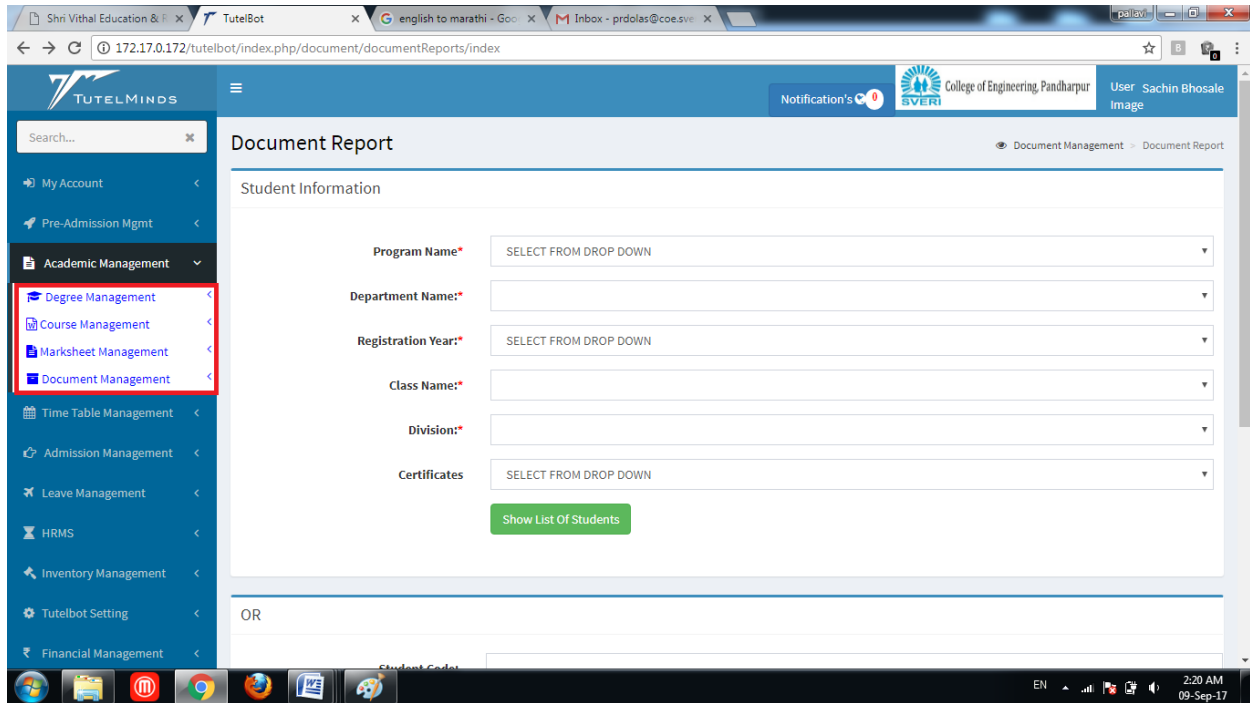 Shri Vithal Education & R
TutelBot
english to marathi - Goo
Inbox - prdolas@coe.sve
pallavi
172.17.0.172/tutelbot/index.php/document/documentReports/index
TUTELMINDS
Notification's 0
SVERI
College of Engineering, Pandharpur
User Image
Sachin Bhosale
Search...
Document Report
Document Management > Document Report
My Account
Pre-Admission Mgmt
Academic Management
Degree Management
Course Management
Marksheet Management
Document Management
Time Table Management
Admission Management
Leave Management
HRMS
Inventory Management
Tutelbot Setting
Financial Management
Student Information
Program Name* SELECT FROM DROP DOWN
Department Name:*
Registration Year:* SELECT FROM DROP DOWN
Class Name:*
Division:*
Certificates SELECT FROM DROP DOWN
Show List Of Students
OR
Student Code:
EN
2:20 AM
09-Sep-17